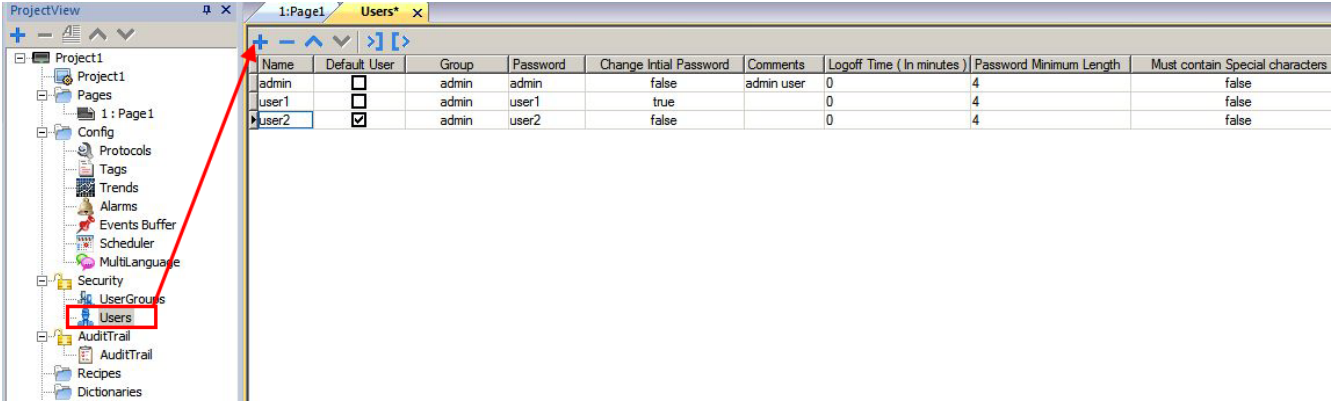 ProjectView
1:Page1
Users*
Project1
Project1
Pages
1 : Page1
Config
Protocols
Tags
Trends
Alarms
Events Buffer
Scheduler
MultiLanguage
Security
UserGroups
Users
AuditTrail
AuditTrail
Recipes
Dictionaries
Name Default User Group Password Change Intial Password Comments Logoff Time ( In minutes ) Password Minimum Length Must contain Special characters
admin admin admin false admin user 0 4 false
user1 admin user1 true 0 4 false
user2 admin user2 false 0 4 false